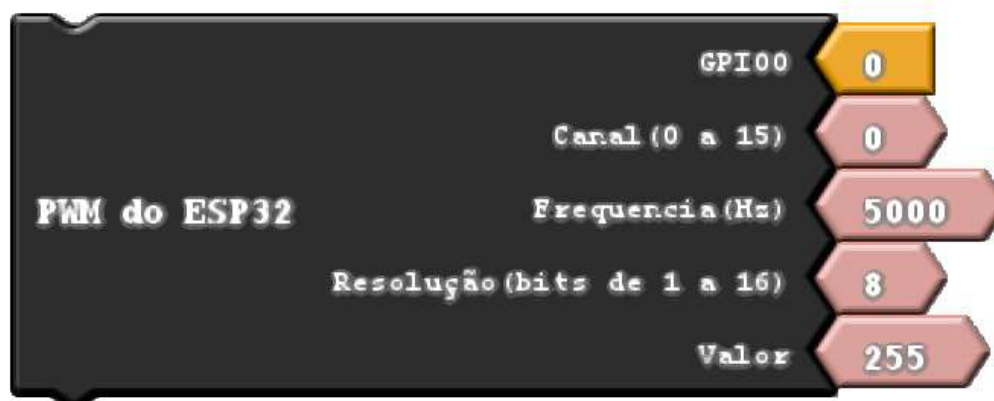 GPIO0 0
Canal(0 a 15) 0
PWM do ESP32 Frequencia(Hz) 5000
Resolução(bits de 1 a 16) 8
Valor 255